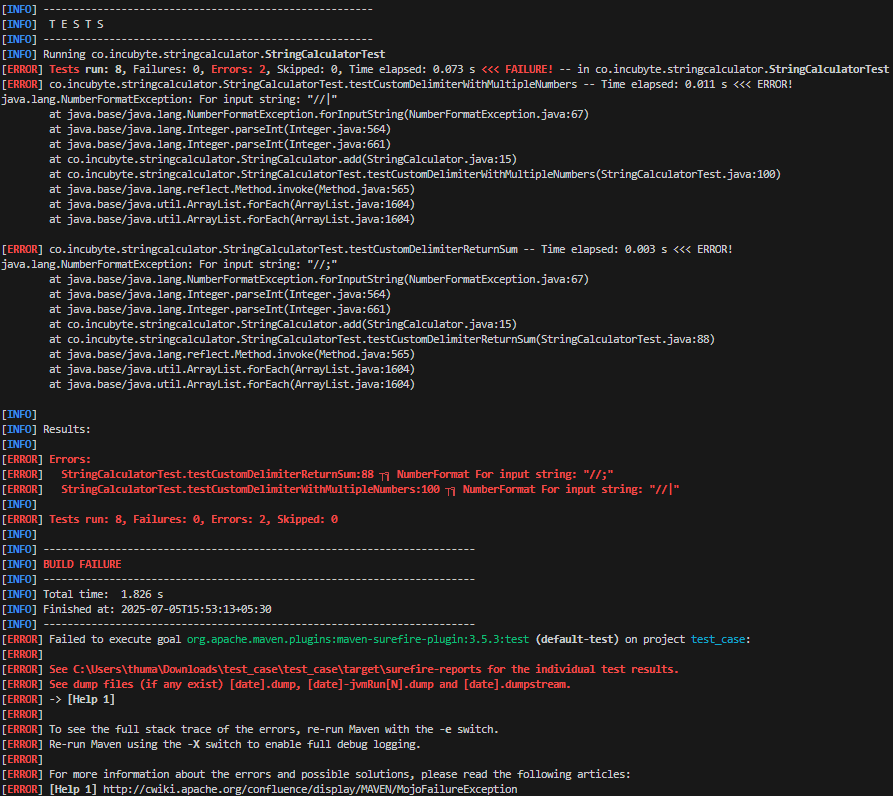 [INFO] -------------------------------------------------------
[INFO]  T E S T S
[INFO] -------------------------------------------------------
[INFO] Running co.incubyte.stringcalculator.StringCalculatorTest
[ERROR] Tests run: 8, Failures: 0, Errors: 2, Skipped: 0, Time elapsed: 0.073 s <<< FAILURE! -- in co.incubyte.stringcalculator.StringCalculatorTest
[ERROR] co.incubyte.stringcalculator.StringCalculatorTest.testCustomDelimiterWithMultipleNumbers -- Time elapsed: 0.011 s <<< ERROR!
java.lang.NumberFormatException: For input string: "//|"
        at java.base/java.lang.NumberFormatException.forInputString(NumberFormatException.java:67)
        at java.base/java.lang.Integer.parseInt(Integer.java:564)
        at java.base/java.lang.Integer.parseInt(Integer.java:661)
        at co.incubyte.stringcalculator.StringCalculator.add(StringCalculator.java:15)
        at co.incubyte.stringcalculator.StringCalculatorTest.testCustomDelimiterWithMultipleNumbers(StringCalculatorTest.java:100)
        at java.base/java.lang.reflect.Method.invoke(Method.java:565)
        at java.base/java.util.ArrayList.forEach(ArrayList.java:1604)
        at java.base/java.util.ArrayList.forEach(ArrayList.java:1604)

[ERROR] co.incubyte.stringcalculator.StringCalculatorTest.testCustomDelimiterReturnSum -- Time elapsed: 0.003 s <<< ERROR!
java.lang.NumberFormatException: For input string: "//;"
        at java.base/java.lang.NumberFormatException.forInputString(NumberFormatException.java:67)
        at java.base/java.lang.Integer.parseInt(Integer.java:564)
        at java.base/java.lang.Integer.parseInt(Integer.java:661)
        at co.incubyte.stringcalculator.StringCalculator.add(StringCalculator.java:15)
        at co.incubyte.stringcalculator.StringCalculatorTest.testCustomDelimiterReturnSum(StringCalculatorTest.java:88)
        at java.base/java.lang.reflect.Method.invoke(Method.java:565)
        at java.base/java.util.ArrayList.forEach(ArrayList.java:1604)
        at java.base/java.util.ArrayList.forEach(ArrayList.java:1604)

[INFO]
[INFO] Results:
[INFO]
[ERROR] Errors:
[ERROR]   StringCalculatorTest.testCustomDelimiterReturnSum:88 ┬╗ NumberFormat For input string: "//;"
[ERROR]   StringCalculatorTest.testCustomDelimiterWithMultipleNumbers:100 ┬╗ NumberFormat For input string: "//|"
[INFO]
[ERROR] Tests run: 8, Failures: 0, Errors: 2, Skipped: 0
[INFO]
[INFO] ------------------------------------------------------------------------
[INFO] BUILD FAILURE
[INFO] ------------------------------------------------------------------------
[INFO] Total time:  1.826 s
[INFO] Finished at: 2025-07-05T15:53:13+05:30
[INFO] ------------------------------------------------------------------------
[ERROR] Failed to execute goal org.apache.maven.plugins:maven-surefire-plugin:3.5.3:test (default-test) on project test_case:
[ERROR]
[ERROR] See C:\Users\thuma\Downloads\test_case\test_case\target\surefire-reports for the individual test results.
[ERROR] See dump files (if any exist) [date].dump, [date]-jvmRun[N].dump and [date].dumpstream.
[ERROR] -> [Help 1]
[ERROR]
[ERROR] To see the full stack trace of the errors, re-run Maven with the -e switch.
[ERROR] Re-run Maven using the -X switch to enable full debug logging.
[ERROR]
[ERROR] For more information about the errors and possible solutions, please read the following articles:
[ERROR] [Help 1] http://cwiki.apache.org/confluence/display/MAVEN/MojoFailureException